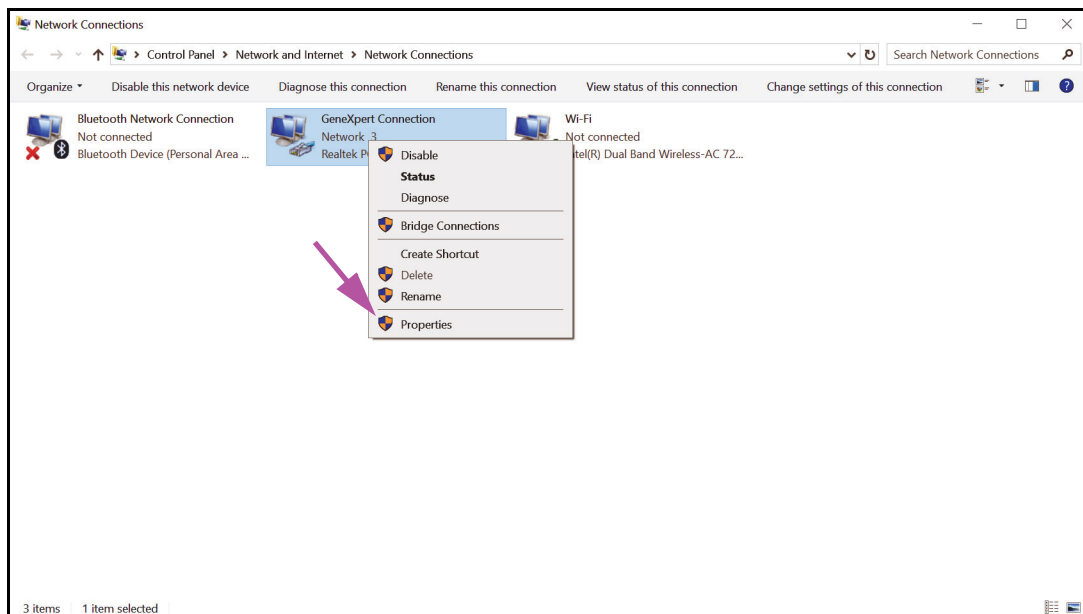 Network Connections
Control Panel > Network and Internet > Network Connections
Search Network Connections
Organize Disable this network device Diagnose this connection Rename this connection View status of this connection Change settings of this connection
Bluetooth Network Connection
Not connected
Bluetooth Device (Personal Area ...
GeneXpert Connection
Network 3
Realtek
Wi-Fi
Not connected
Dual Band Wireless-AC 72...
Disable
Status
Diagnose
Bridge Connections
Create Shortcut
Delete
Rename
Properties
3 items 1 item selected